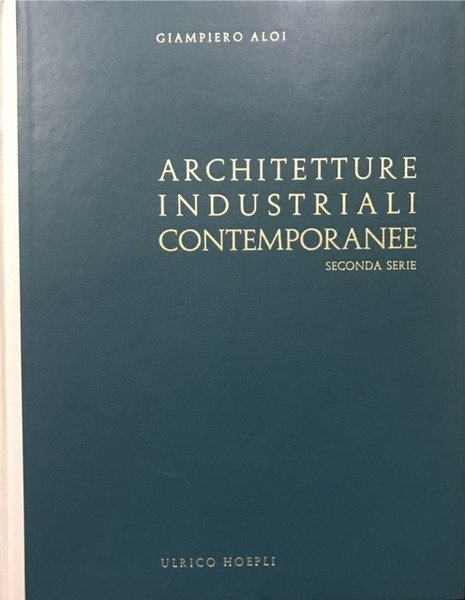 GIAMPIERO ALOI
ARCHITETTURE
INDUSTRIALI
CONTEMPORANEE
SECONDA SERIE
ULRICO HOEPLI